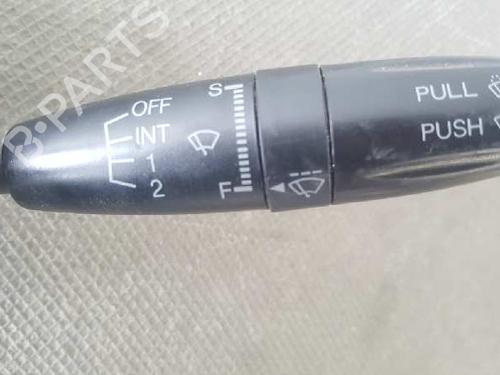 B-PARTS
OFF
INT
1
2
S
F
PULL
PUSH